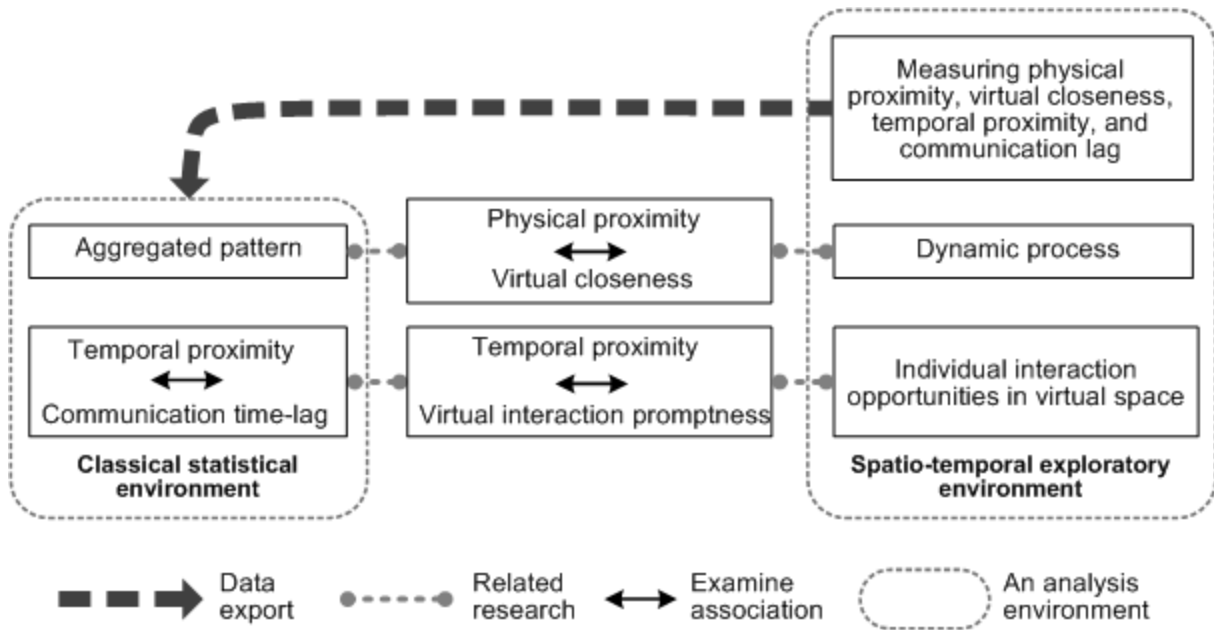 Measuring physical
proximity, virtual closeness,
temporal proximity, and
communication lag
Aggregated pattern
Physical proximity
Virtual closeness
Dynamic process
Temporal proximity
Communication time-lag
Temporal proximity
Virtual interaction promptness
Individual interaction
opportunities in virtual space
Classical statistical
environment
Spatio-temporal exploratory
environment
Data
export
Related
research
Examine
association
An analysis
environment